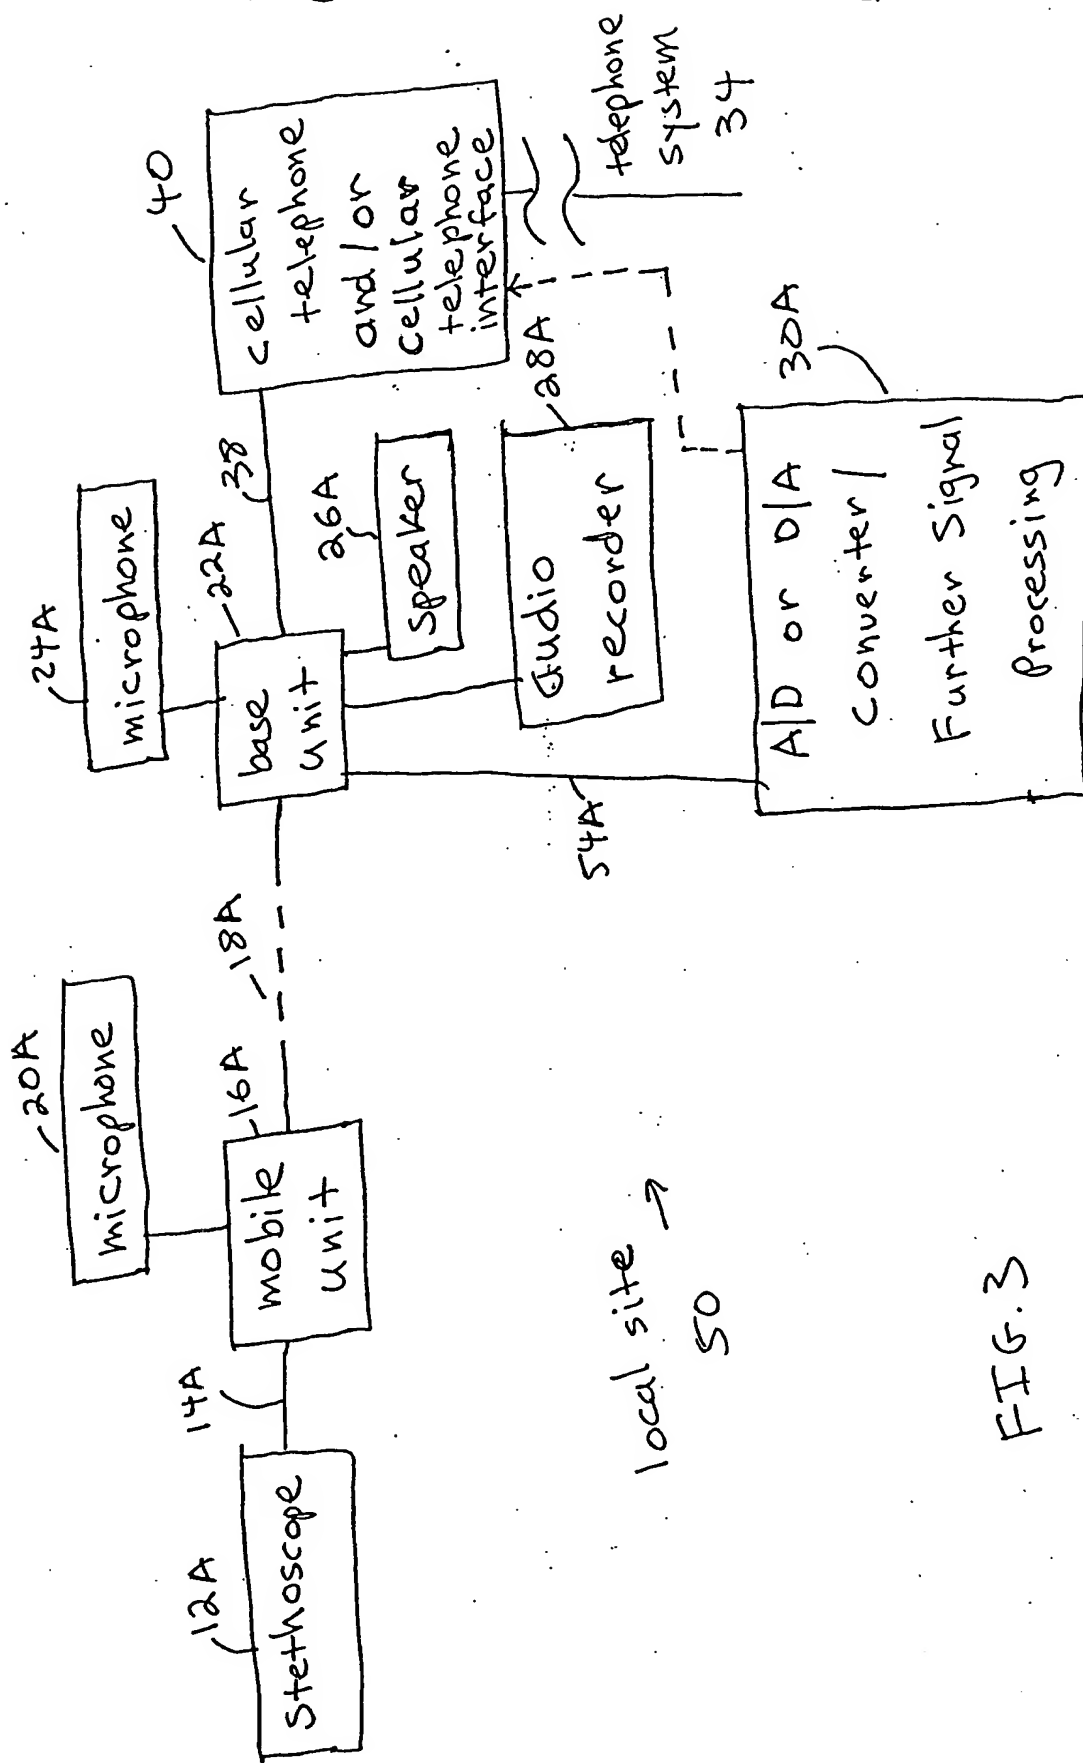 24A
microphone
20A
microphone
22A
38
40
cellular
telephone
and/or
cellular
telephone
interface
12A
Stethoscope
14A
16A
mobile
unit
18A
base
unit
26A
Speaker
28A
audio
recorder
telephone
system
34
54A
30A
A/D or D/A
Converter/
Further Signal
Processing
local site →
50
FIG. 3